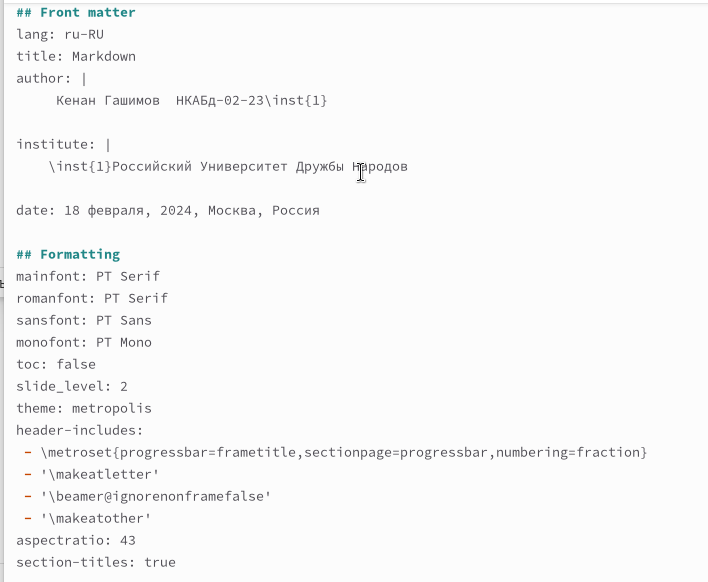 ## Front matter
lang: ru-RU
title: Markdown
author: |
     Кенан Гашимов  НКАБд-02-23\inst{1}
institute: |
    \inst{1}Российский Университет Дружбы Народов
date: 18 февраля, 2024, Москва, Россия
## Formatting
mainfont: PT Serif
romanfont: PT Serif
sansfont: PT Sans
monofont: PT Mono
toc: false
slide_level: 2
theme: metropolis
header-includes:
 - \metroset{progressbar=frametitle,sectionpage=progressbar,numbering=fraction}
 - '\makeatletter'
 - '\beamer@ignorenonframefalse'
 - '\makeatother'
aspectratio: 43
section-titles: true